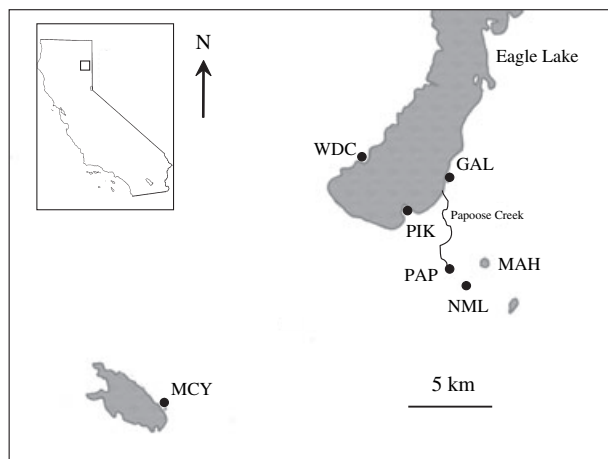 N
Eagle Lake
WDC
GAL
PIK
Papoose Creek
PAP
MAH
NML
MCY
5 km